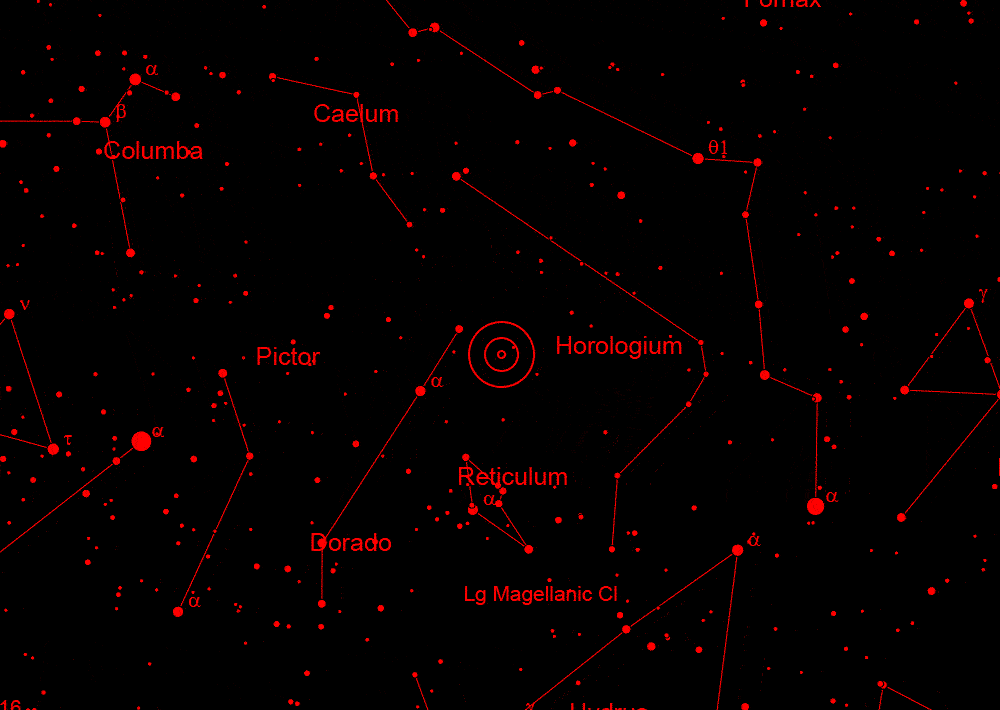 Fornax
α
β
Caelum
θ1
Columba
ν
γ
Horologium
Pictor
α
α
τ
Reticulum
α
α
Dorado
α
Lg Magellanic Cl
α
16
Hydrus